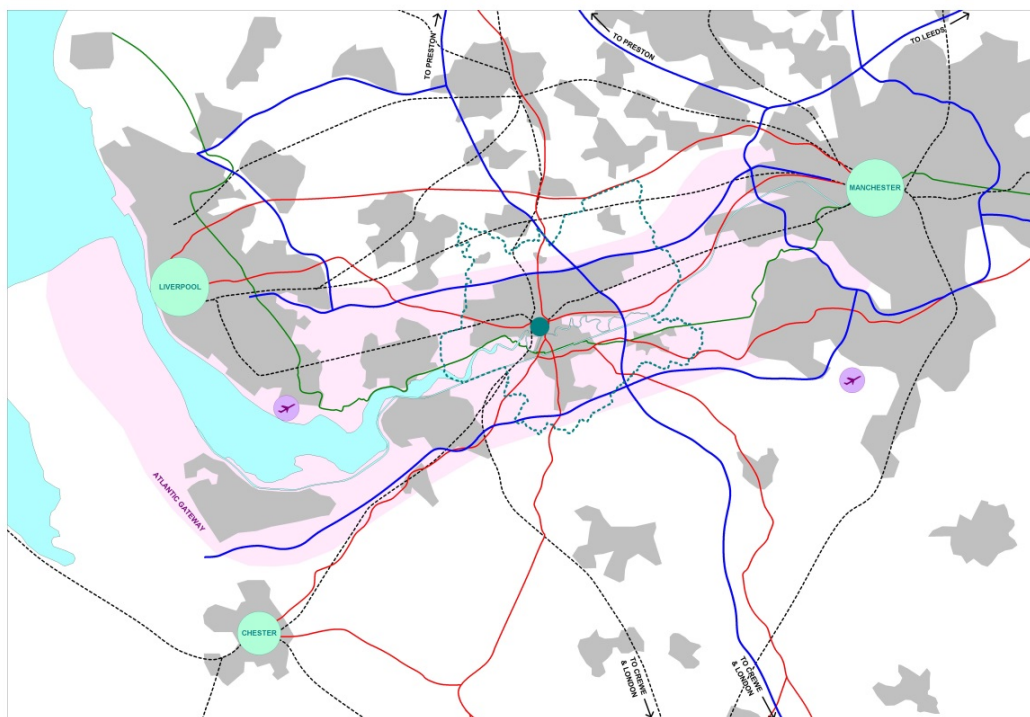 TO PRESTON
TO PRESTON
TO LEEDS
MANCHESTER
LIVERPOOL
ATLANTIC GATEWAY
CHESTER
TO CREWE
& LONDON
TO CREWE
& LONDON